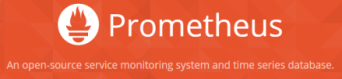 Prometheus
An open-source service monitoring system and time series database.